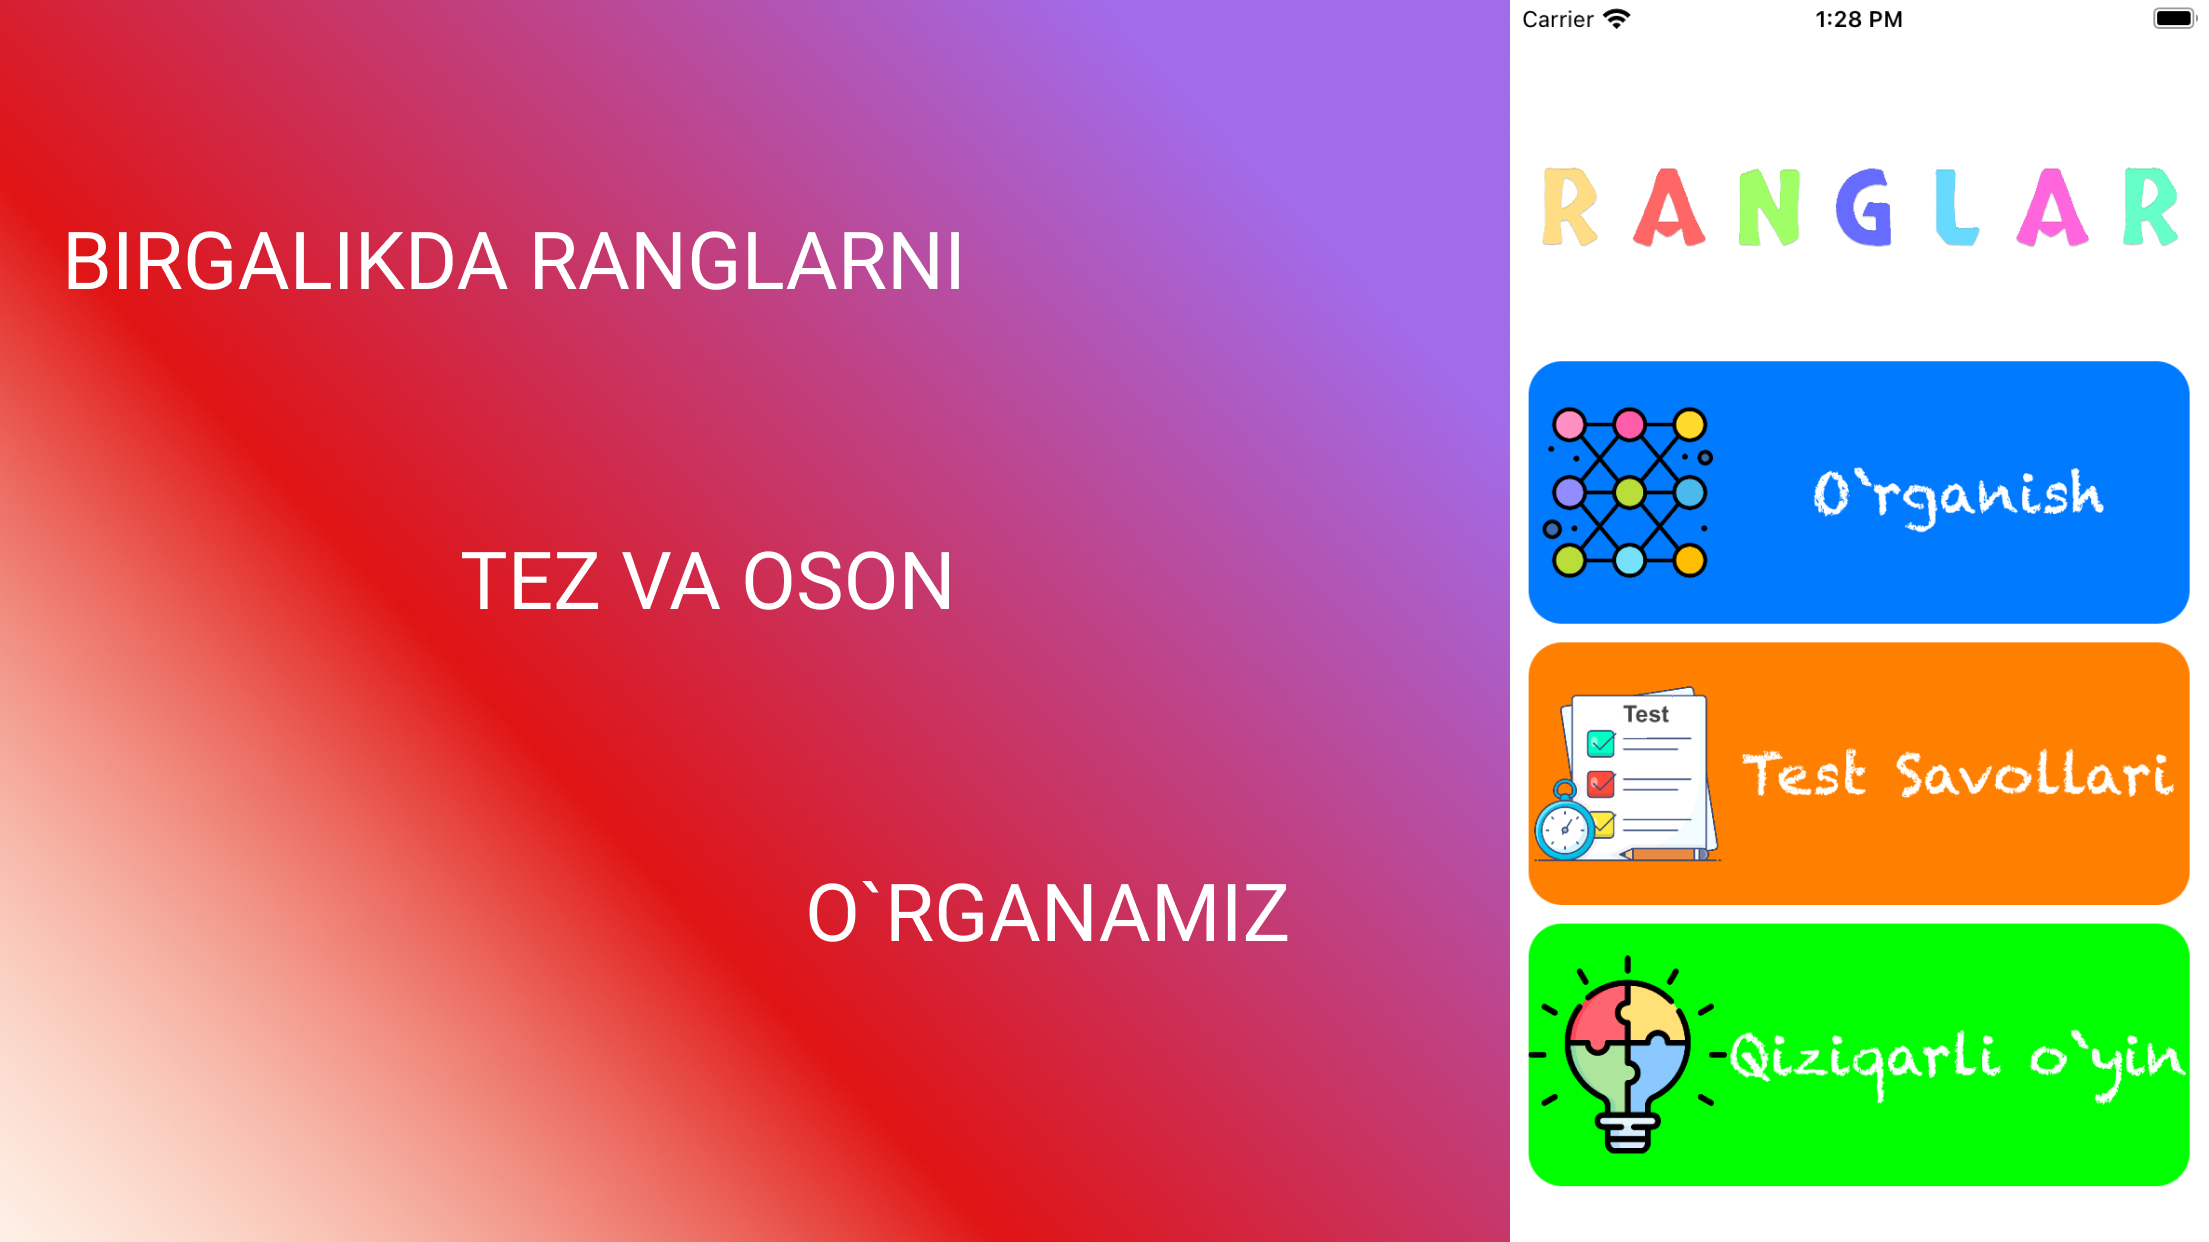 BIRGALIKDA RANGLARNI
TEZ VA OSON
O`RGANAMIZ
Carrier 1:28 PM
RANGLAR
O`rganish
Test
Test Savollari
Qiziqarli o`yin